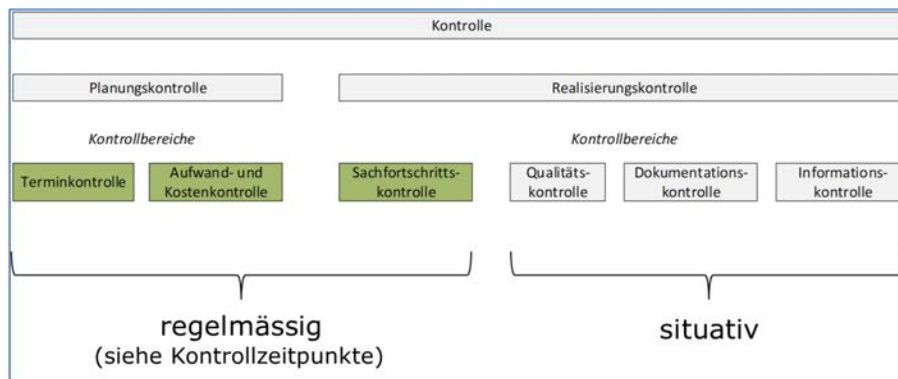 Kontrolle
Planungskontrolle
Realisierungskontrolle
Kontrollbereiche
Kontrollbereiche
Terminkontrolle
Aufwand- und
Kostenkontrolle
Sachfortschritts-
kontrolle
Qualitäts-
kontrolle
Dokumentations-
kontrolle
Informations-
kontrolle
regelmässig
(siehe Kontrollzeitpunkte)
situativ